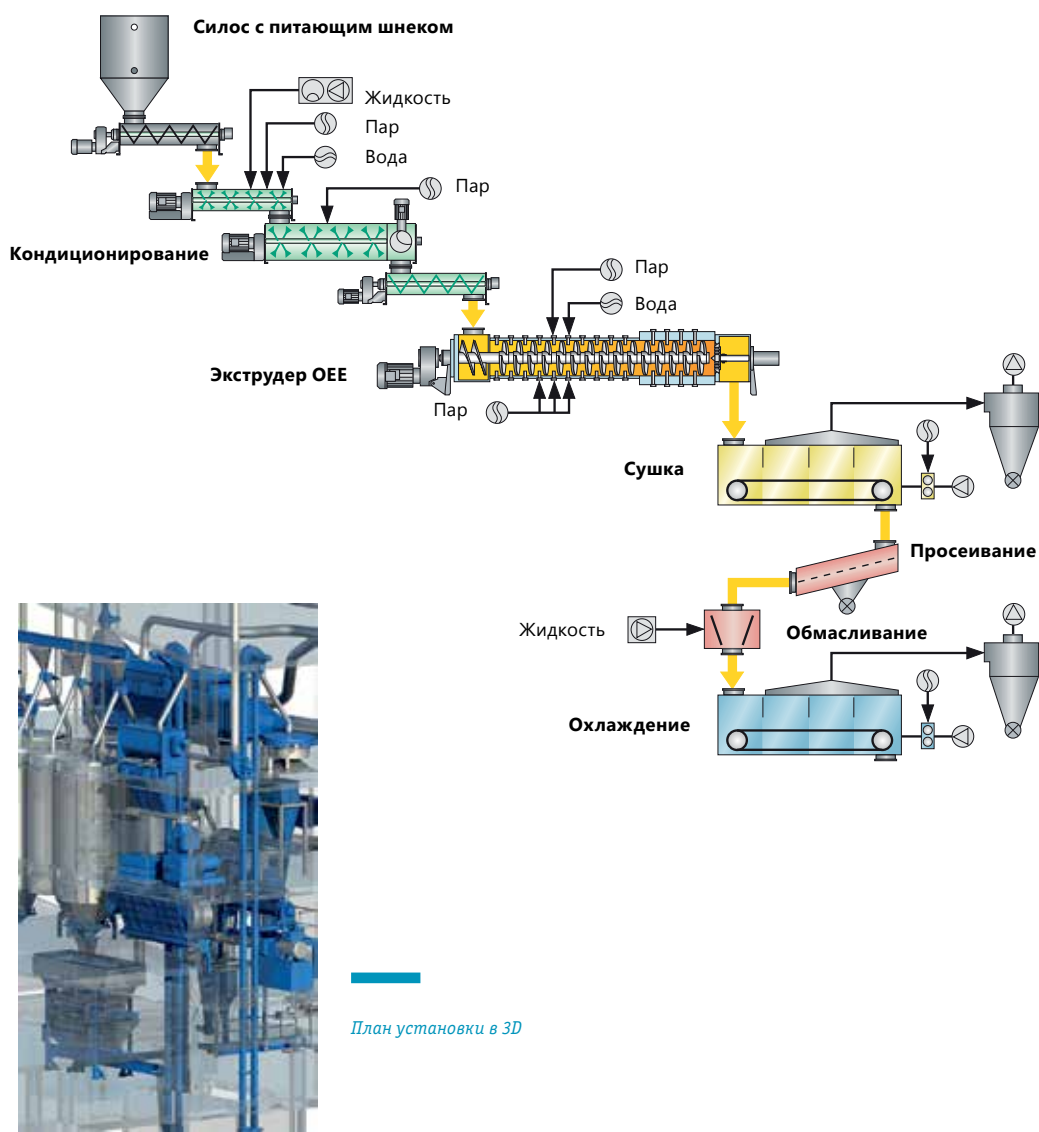 Силос с питающим шнеком
Жидкость
Пар
Вода
Пар
Кондиционирование
Пар
Вода
Экструдер OEE
Пар
Сушка
Просеивание
Жидкость
Обмасливание
Охлаждение
План установки в 3D